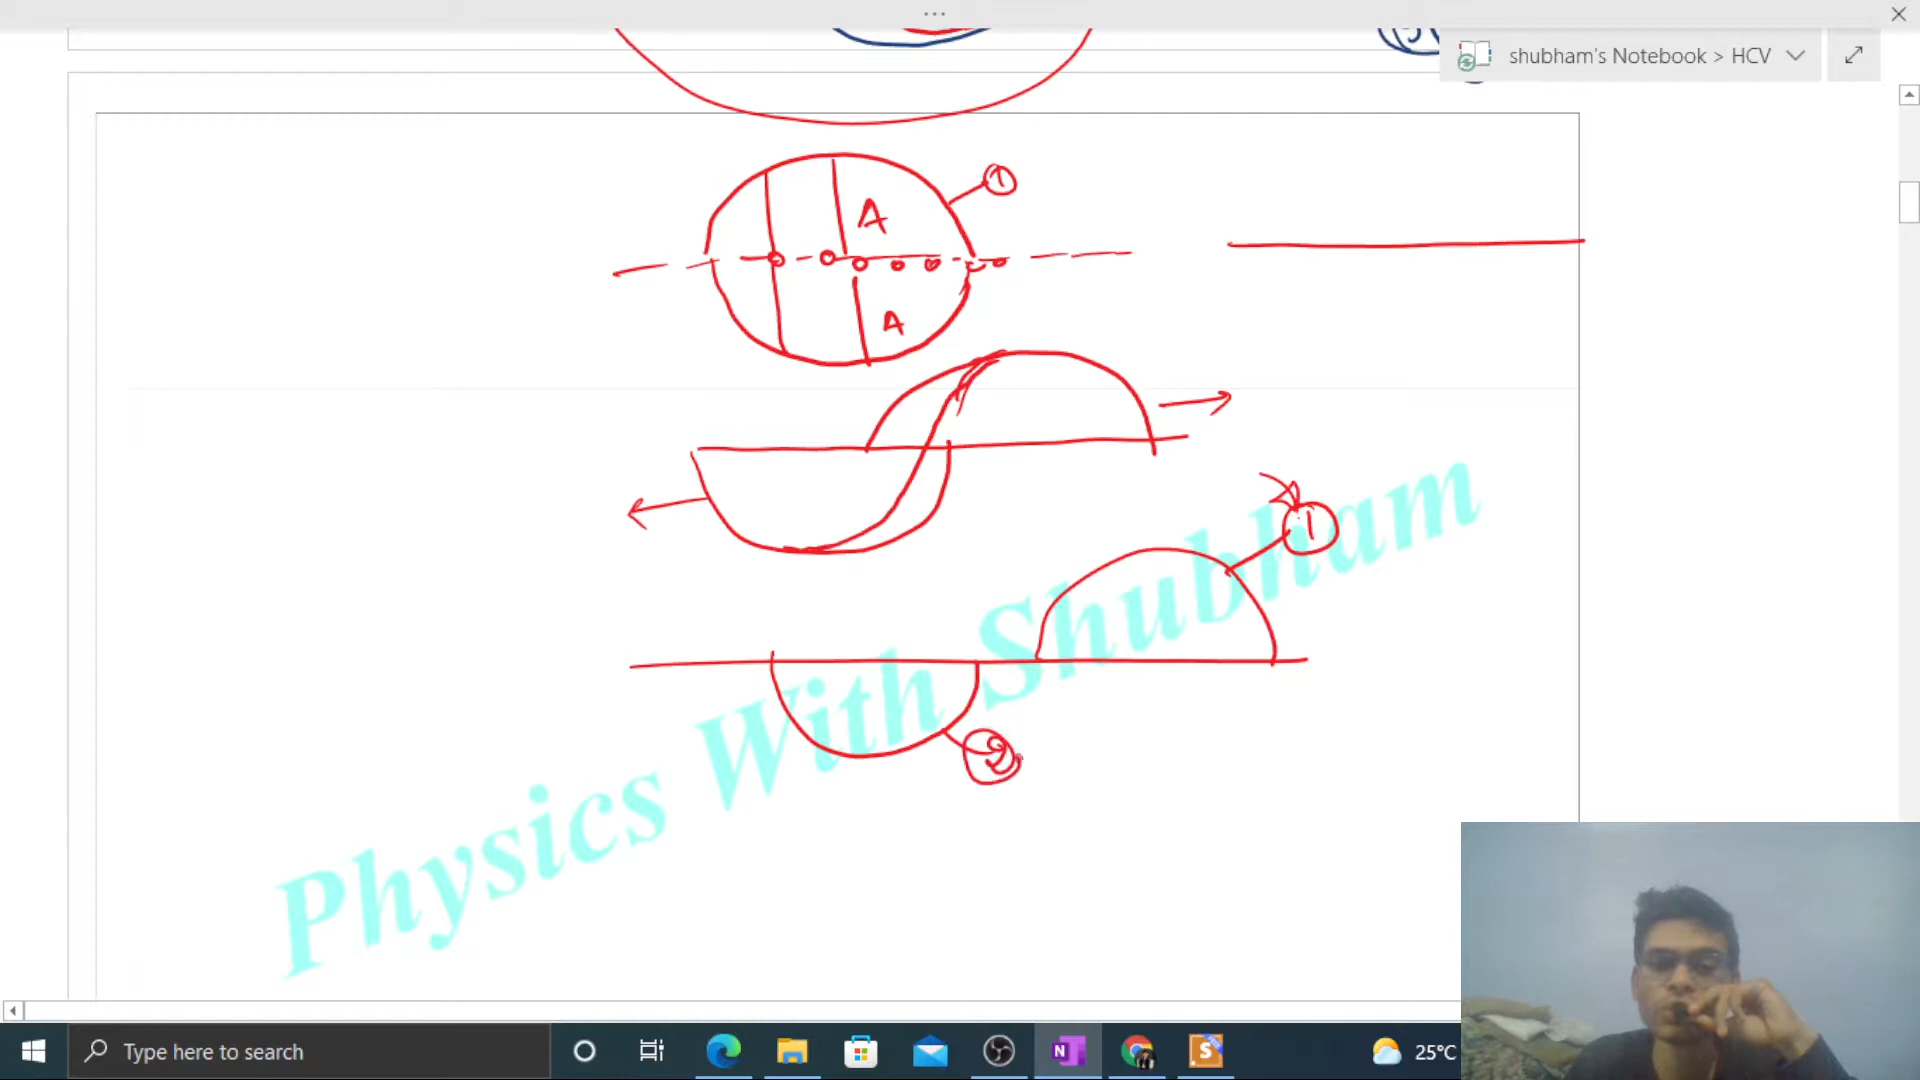 shubham's Notebook > HCV
1
A
A
1
2
Physics With Shubham
Type here to search
25°C